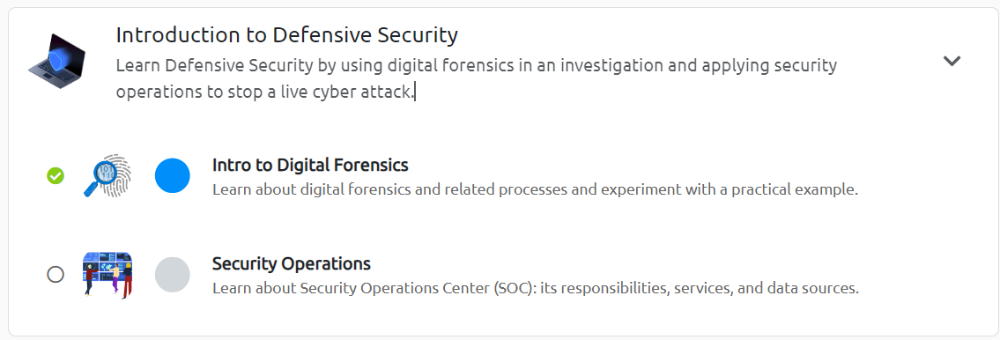 Introduction to Defensive Security
Learn Defensive Security by using digital forensics in an investigation and applying security
operations to stop a live cyber attack.
101
110
Intro to Digital Forensics
Learn about digital forensics and related processes and experiment with a practical example.
Security Operations
Learn about Security Operations Center (SOC): its responsibilities, services, and data sources.